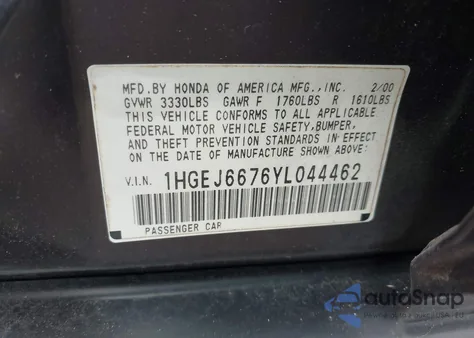 MFD.BY HONDA OF AMERICA MFG.,INC. 2/00
GVWR 3330LBS GAWR F 1760LBS R 1610LBS
THIS VEHICLE CONFORMS TO ALL APPLICABLE
FEDERAL MOTOR VEHICLE SAFETY,BUMPER,
AND THEFT PREVENTION STANDARDS IN EFFECT
ON THE DATE OF MANUFACTURE SHOWN ABOVE.
V.I.N. 1HGEJ6676YL044462
PASSENGER CAR
autoSnap